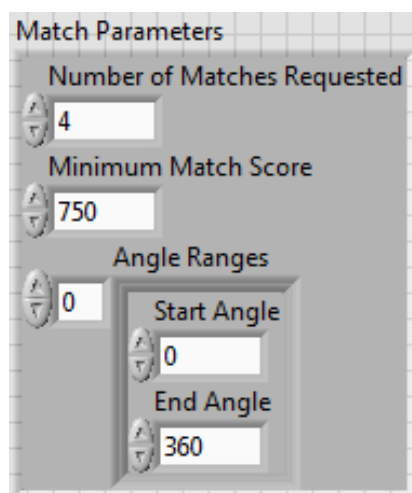 Match Parameters
Number of Matches Requested
4
Minimum Match Score
750
Angle Ranges
0
Start Angle
0
End Angle
360